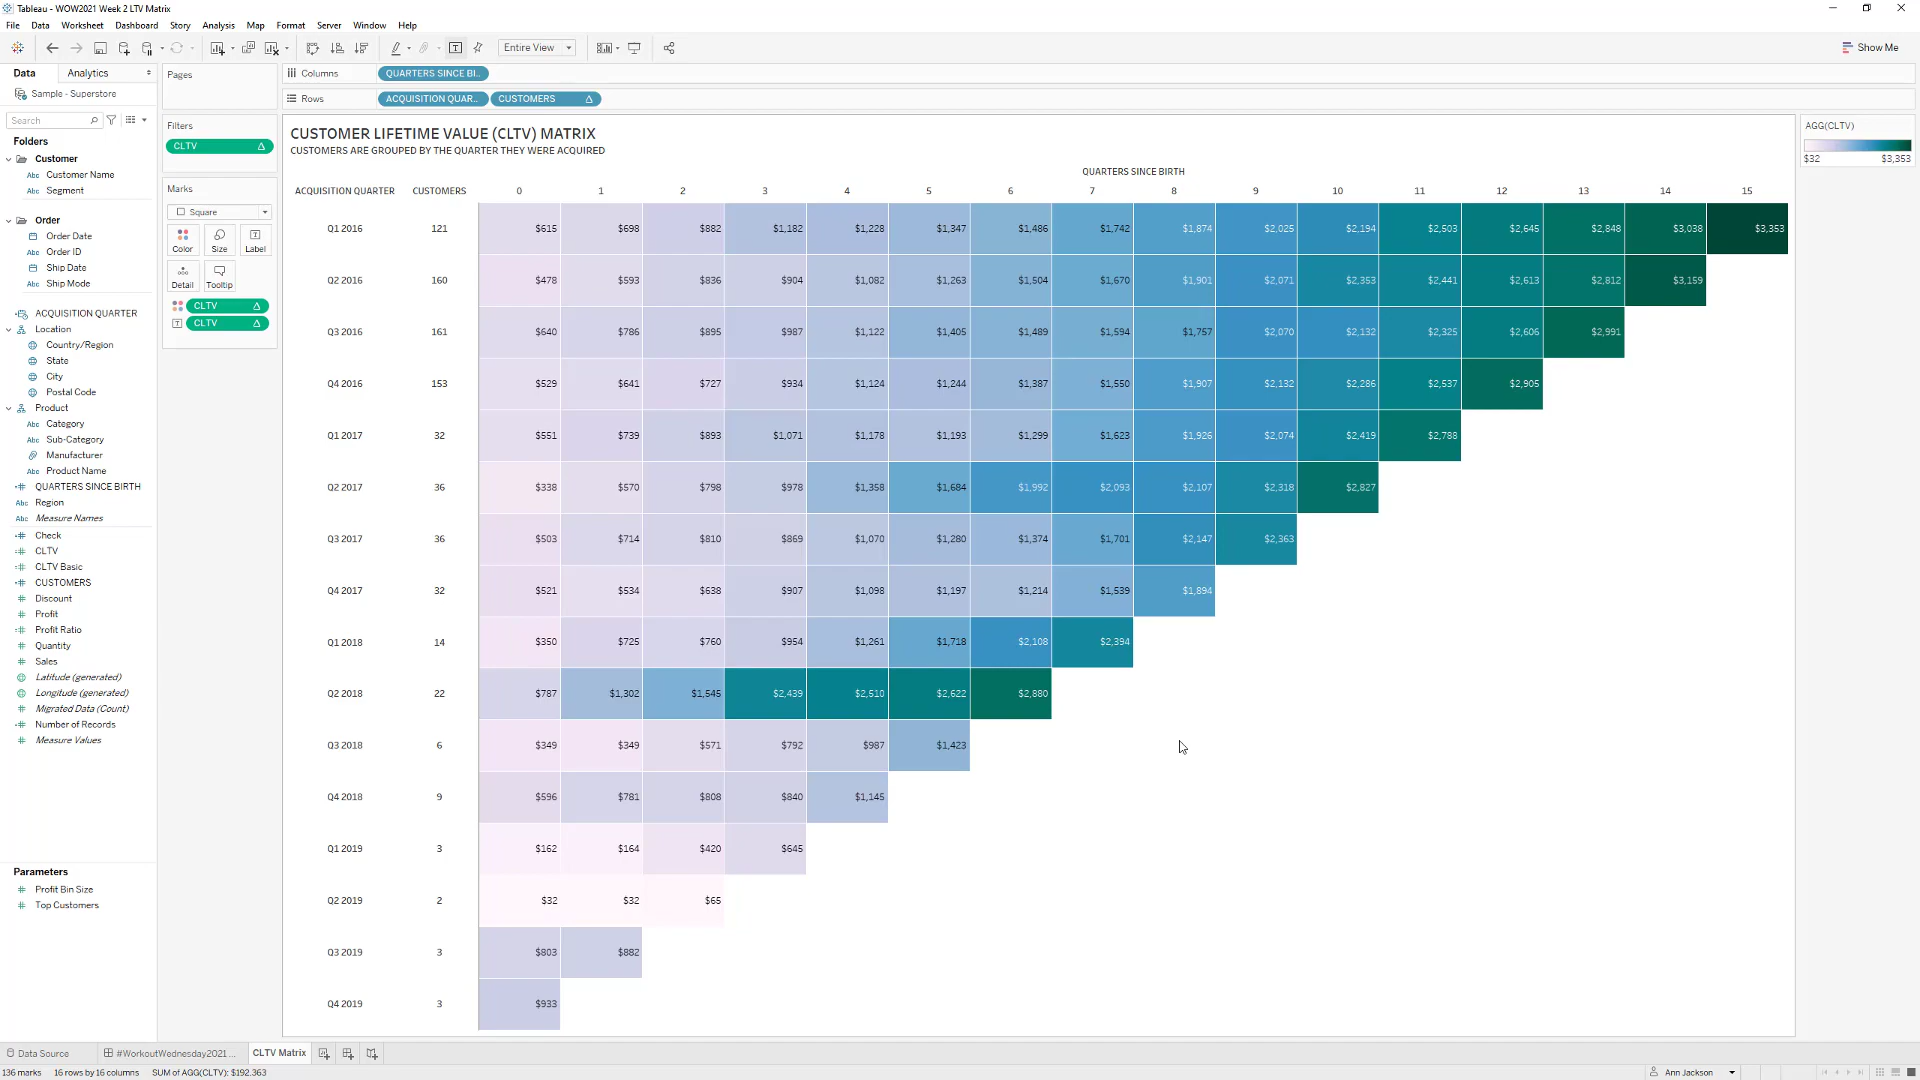 Tableau - WOW2021 Week 2 LTV Matrix
File Data Worksheet Dashboard Story Analysis Map Format Server Window Help
Entire View
Show Me
Data Analytics
Sample - Superstore
Search
Folders
Customer
Abc Customer Name
Abc Segment
Order
Order Date
Abc Order ID
Ship Date
Abc Ship Mode
ACQUISITION QUARTER
Location
Country/Region
State
City
Postal Code
Product
Abc Category
Abc Sub-Category
Manufacturer
Abc Product Name
QUARTERS SINCE BIRTH
Abc Region
Abc Measure Names
Check
CLTV
CLTV Basic
CUSTOMERS
Discount
Profit
Profit Ratio
Quantity
Sales
Latitude (generated)
Longitude (generated)
Migrated Data (Count)
Number of Records
Measure Values
Parameters
Profit Bin Size
Top Customers
Pages
Filters
CLTV
Marks
Square
Color Size Label
Detail Tooltip
CLTV
CLTV
Columns QUARTERS SINCE BI..
Rows ACQUISITION QUAR.. CUSTOMERS
CUSTOMER LIFETIME VALUE (CLTV) MATRIX
CUSTOMERS ARE GROUPED BY THE QUARTER THEY WERE ACQUIRED
QUARTERS SINCE BIRTH
ACQUISITION QUARTER CUSTOMERS 0 1 2 3 4 5 6 7 8 9 10 11 12 13 14 15
Q1 2016 121 $615 $698 $882 $1,182 $1,228 $1,347 $1,486 $1,742 $1,874 $2,025 $2,194 $2,503 $2,645 $2,848 $3,038 $3,353
Q2 2016 160 $478 $593 $836 $904 $1,082 $1,263 $1,504 $1,670 $1,901 $2,071 $2,353 $2,441 $2,613 $2,812 $3,159
Q3 2016 161 $640 $786 $895 $987 $1,122 $1,405 $1,489 $1,594 $1,757 $2,070 $2,132 $2,325 $2,606 $2,991
Q4 2016 153 $529 $641 $727 $934 $1,124 $1,244 $1,387 $1,550 $1,907 $2,132 $2,286 $2,537 $2,905
Q1 2017 32 $551 $739 $893 $1,071 $1,178 $1,193 $1,299 $1,623 $1,926 $2,074 $2,419 $2,788
Q2 2017 36 $338 $570 $798 $978 $1,358 $1,684 $1,992 $2,093 $2,107 $2,318 $2,827
Q3 2017 36 $503 $714 $810 $869 $1,070 $1,280 $1,374 $1,701 $2,147 $2,363
Q4 2017 32 $521 $534 $638 $907 $1,098 $1,197 $1,214 $1,539 $1,894
Q1 2018 14 $350 $725 $760 $954 $1,261 $1,718 $2,108 $2,394
Q2 2018 22 $787 $1,302 $1,545 $2,439 $2,510 $2,622 $2,880
Q3 2018 6 $349 $349 $571 $792 $987 $1,423
Q4 2018 9 $596 $781 $808 $840 $1,145
Q1 2019 3 $162 $164 $420 $645
Q2 2019 2 $32 $32 $65
Q3 2019 3 $803 $882
Q4 2019 3 $933
AGG(CLTV)
$32 $3,353
Data Source #WorkoutWednesday2021 ... CLTV Matrix
136 marks 16 rows by 16 columns SUM of AGG(CLTV): $192,363
Ann Jackson